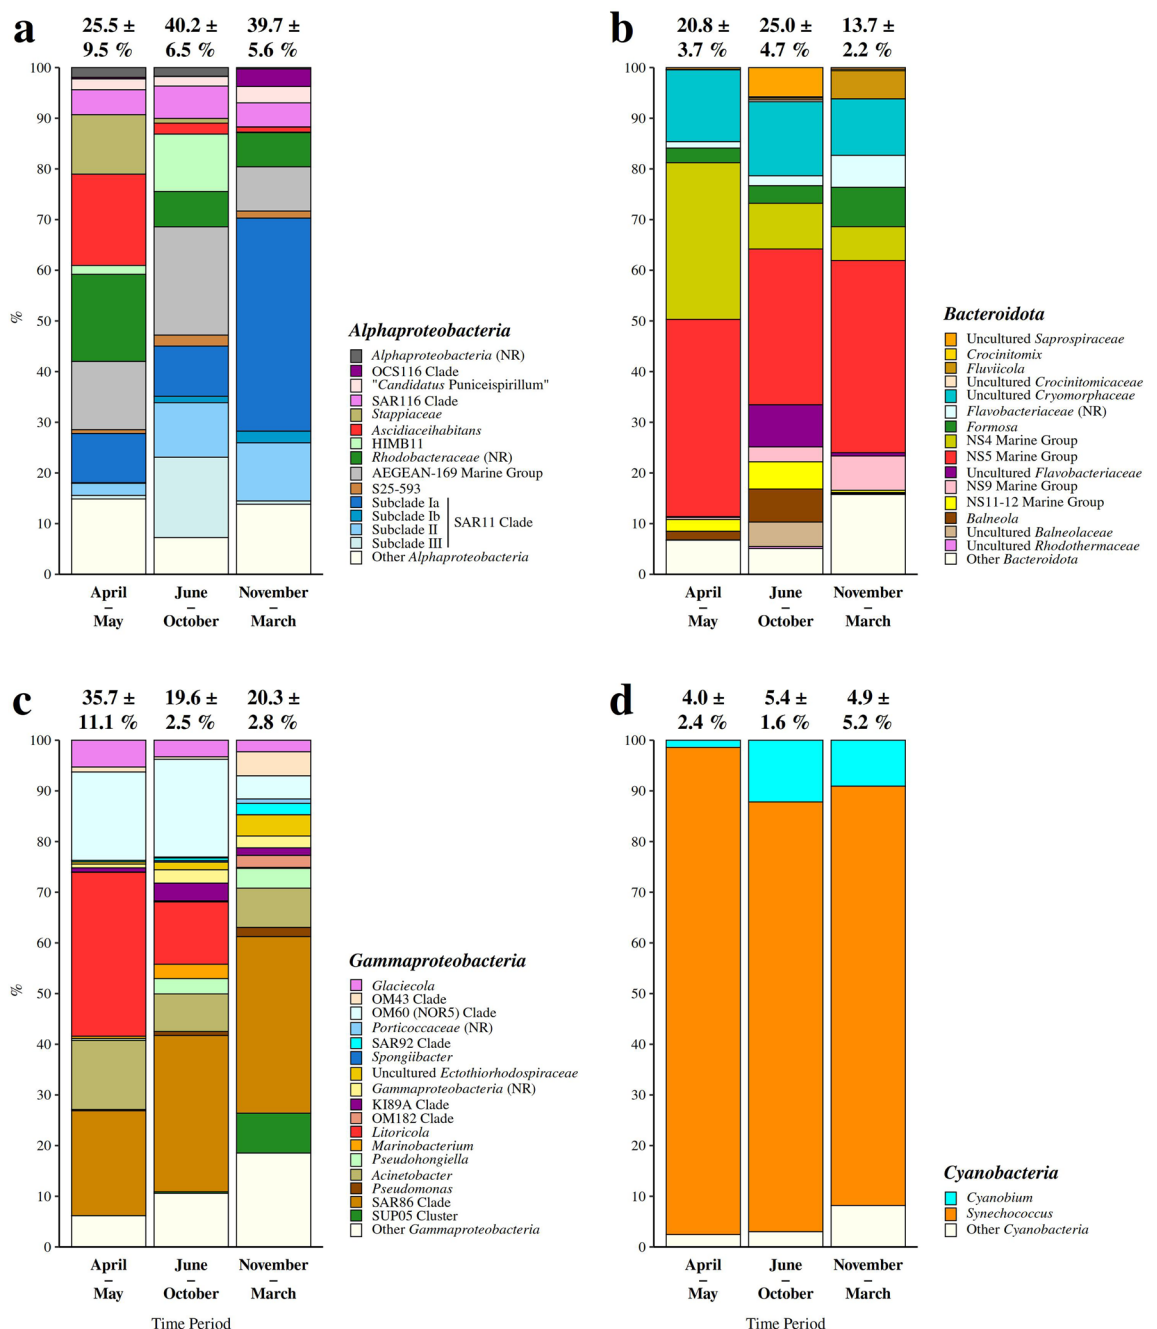 a
25.5 ±
9.5 %
40.2 ±
6.5 %
39.7 ±
5.6 %
100
90
80
70
60
50
40
30
20
10
0
%
April
–
May
June
–
October
November
–
March
Alphaproteobacteria
Alphaproteobacteria (NR)
OCS116 Clade
"Candidatus Puniceispirillum"
SAR116 Clade
Stappiaceae
Ascidiaceihabitans
HIMB11
Rhodobacteraceae (NR)
AEGEAN-169 Marine Group
S25-593
Subclade Ia
Subclade Ib
Subclade II
Subclade III
SAR11 Clade
Other Alphaproteobacteria
b
20.8 ±
3.7 %
25.0 ±
4.7 %
13.7 ±
2.2 %
100
90
80
70
60
50
40
30
20
10
0
April
–
May
June
–
October
November
–
March
Bacteroidota
Uncultured Saprospiraceae
Crocinitomix
Fluviicola
Uncultured Crocinitomicaceae
Uncultured Cryomorphaceae
Flavobacteriaceae (NR)
Formosa
NS4 Marine Group
NS5 Marine Group
Uncultured Flavobacteriaceae
NS9 Marine Group
NS11-12 Marine Group
Balneola
Uncultured Balneolaceae
Uncultured Rhodothermaceae
Other Bacteroidota
c
35.7 ±
11.1 %
19.6 ±
2.5 %
20.3 ±
2.8 %
100
90
80
70
60
50
40
30
20
10
0
%
April
–
May
June
–
October
November
–
March
Time Period
Gammaproteobacteria
Glaciecola
OM43 Clade
OM60 (NOR5) Clade
Porticoccaceae (NR)
SAR92 Clade
Spongiibacter
Uncultured Ectothiorhodospiraceae
Gammaproteobacteria (NR)
KI89A Clade
OM182 Clade
Litoricola
Marinobacterium
Pseudohongiella
Acinetobacter
Pseudomonas
SAR86 Clade
SUP05 Cluster
Other Gammaproteobacteria
d
4.0 ±
2.4 %
5.4 ±
1.6 %
4.9 ±
5.2 %
100
90
80
70
60
50
40
30
20
10
0
April
–
May
June
–
October
November
–
March
Time Period
Cyanobacteria
Cyanobium
Synechococcus
Other Cyanobacteria